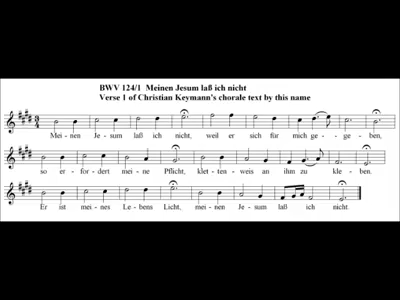 BWV 124/1 Meinen Jesum laß ich nicht
Verse 1 of Christian Keymann's chorale text by this name
3
4
Mei- nen Je- sum laß ich nicht, weil er sich für mich ge- ge- ben,
so er- for- dert mei- ne Pflicht, klet- ten- weis an ihm zu kle- ben.
Er ist mei- nes Le- bens Licht, mei- nen Je- sum laß ich nicht